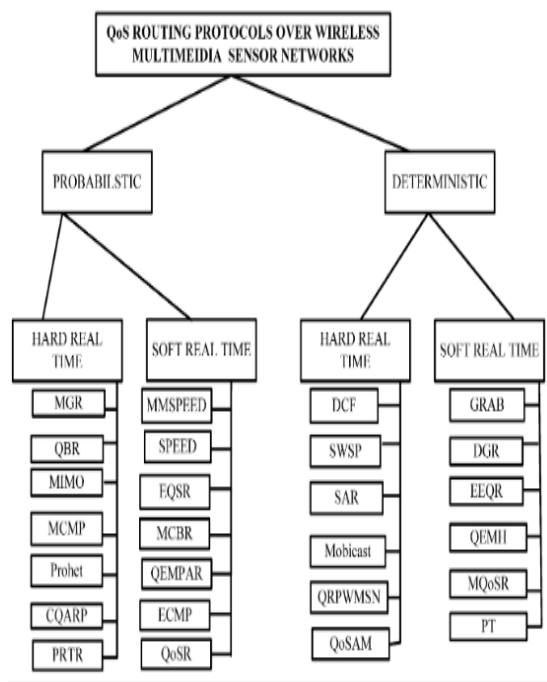 QoS ROUTING PROTOCOLS OVER WIRELESS
MULTIMEIDIA SENSOR NETWORKS
PROBABILSTIC
DETERMINISTIC
HARD REAL
TIME
MGR
QBR
MIMO
MCMP
Prohet
CQARP
PRTR
SOFT REAL TIME
MMSPEED
SPEED
EQSR
MCBR
QEMPAR
ECMP
QoSR
HARD REAL
TIME
DCF
SWSP
SAR
Mobicast
QRPWMSN
QoSAM
SOFT REAL TIME
GRAB
DGR
EEQR
QEMH
MQoSR
PT